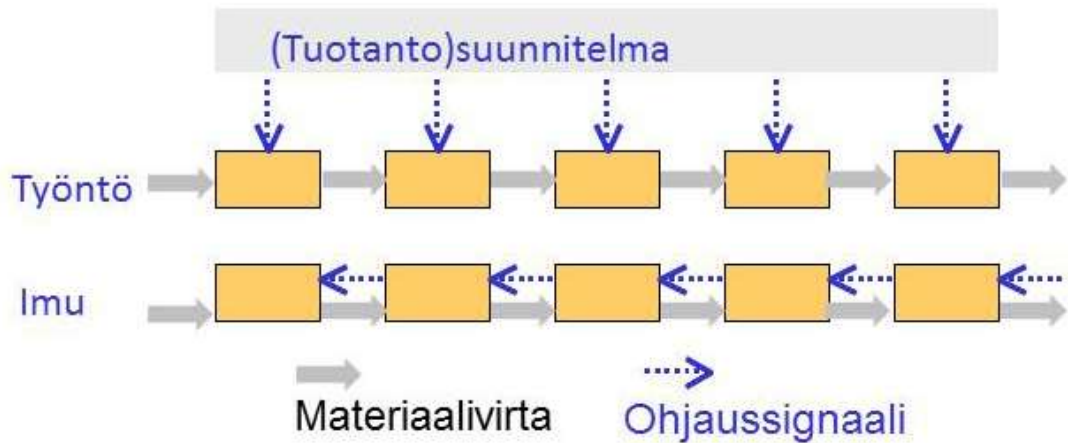 (Tuotanto)suunnitelma
Työntö
Imu
Materiaalivirta
Ohjaussignaali